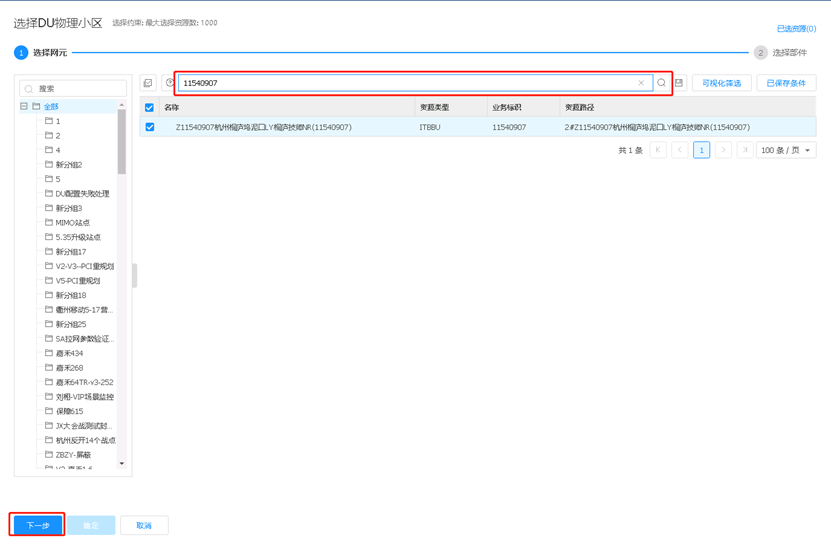 选择DU物理小区 选择约束: 最大选择资源数: 1000
已选资源(0)
1 选择网元
2 选择部件
搜索
全部
1
2
4
新分组2
5
DU配置失败处理
新分组3
MIMO站点
5.35升级站点
新分组17
V2-V3--PCI重规划
V5-PCI重规划
新分组18
衢州移动5-17营...
新分组25
SA拉网参数验证...
嘉禾434
嘉禾268
嘉禾64TR-v3-252
刘相-VIP场景监控
保障615
JX大会战测试封...
杭州反开14个战点
ZBZY-屏蔽
11540907
可视化筛选
已保存条件
名称 资源类型 业务标识 资源路径
Z11540907杭州桐庐坞泥口LY桐庐技师NR(11540907) ITBBU 11540907 2#Z11540907杭州桐庐坞泥口LY桐庐技师NR(11540907)
共 1 条 1 100 条 / 页
下一步
确定
取消